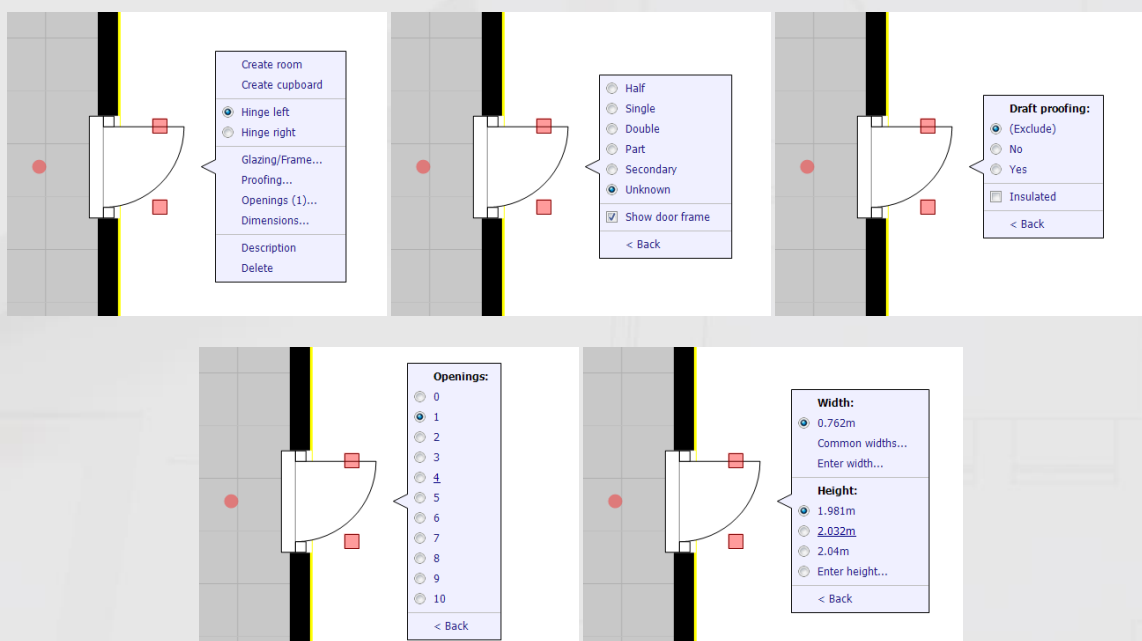 Create room
Create cupboard
Hinge left
Hinge right
Glazing/Frame...
Proofing...
Openings (1)...
Dimensions...
Description
Delete
Half
Single
Double
Part
Secondary
Unknown
Show door frame
< Back
Draft proofing:
(Exclude)
No
Yes
Insulated
< Back
Openings:
0
1
2
3
4
5
6
7
8
9
10
< Back
Width:
0.762m
Common widths...
Enter width...
Height:
1.981m
2.032m
2.04m
Enter height...
< Back